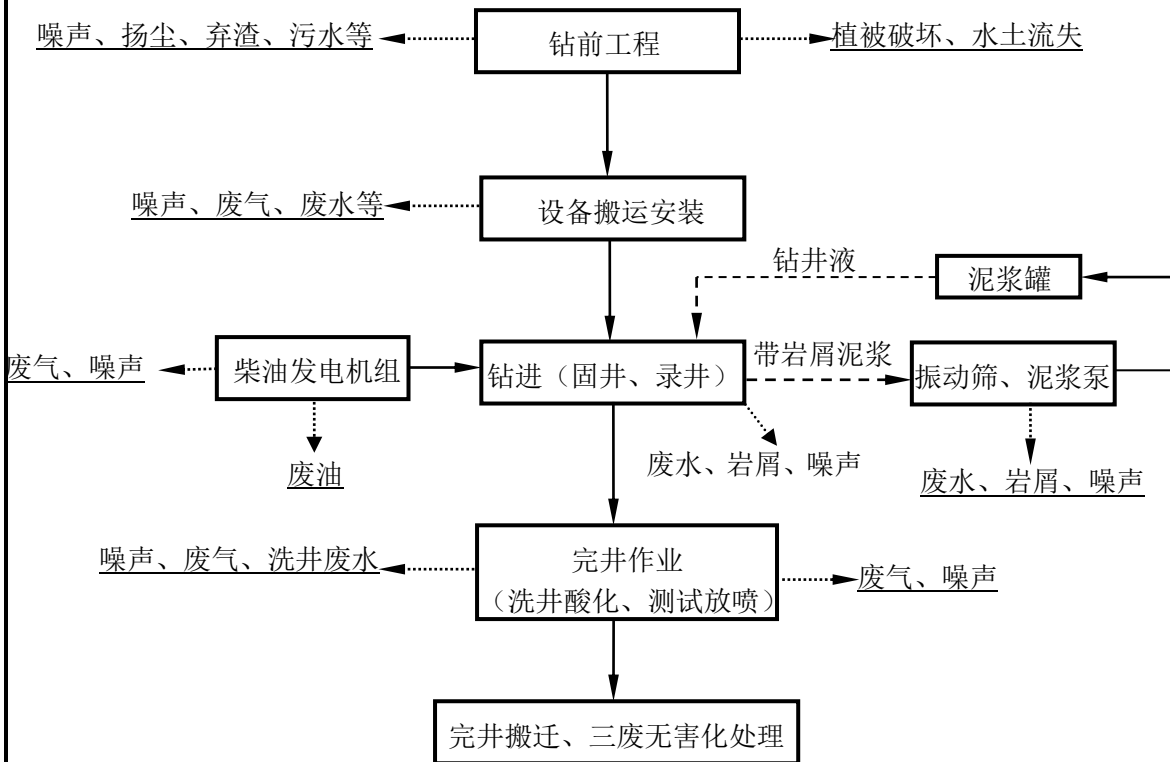 噪声、扬尘、弃渣、污水等
钻前工程
植被破坏、水土流失
噪声、废气、废水等
设备搬运安装
钻井液
泥浆罐
废气、噪声
柴油发电机组
钻进（固井、录井）
带岩屑泥浆
振动筛、泥浆泵
废油
废水、岩屑、噪声
废水、岩屑、噪声
噪声、废气、洗井废水
完井作业
（洗井酸化、测试放喷）
废气、噪声
完井搬迁、三废无害化处理